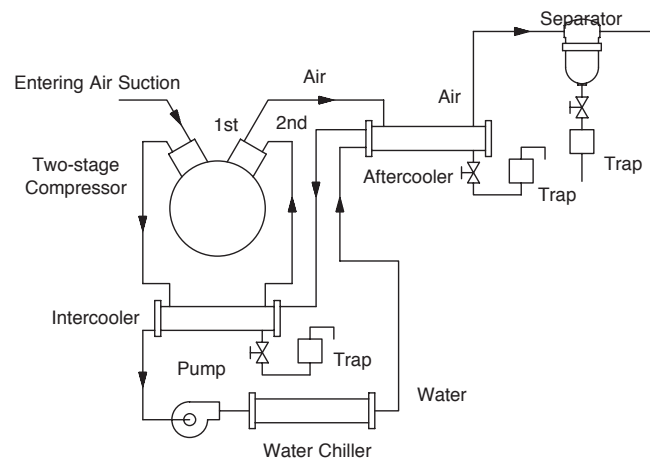 Separator
Entering Air Suction
Air
Air
1st
2nd
Two-stage
Compressor
Aftercooler
Trap
Trap
Intercooler
Trap
Pump
Water
Water Chiller